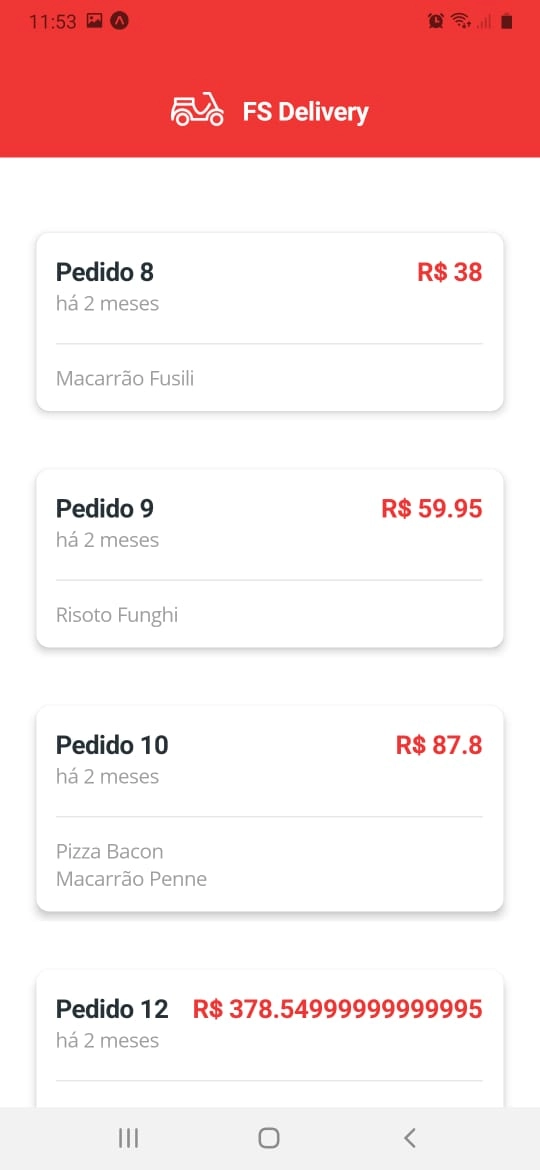 11:53
FS Delivery
Pedido 8 R$ 38
há 2 meses
Macarrão Fusili
Pedido 9 R$ 59.95
há 2 meses
Risoto Funghi
Pedido 10 R$ 87.8
há 2 meses
Pizza Bacon
Macarrão Penne
Pedido 12 R$ 378.54999999999995
há 2 meses